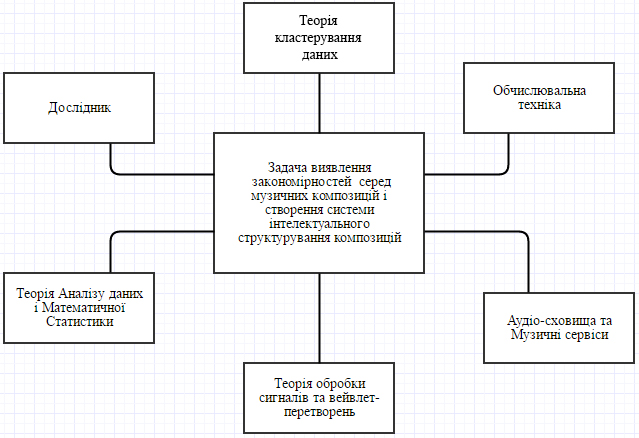 Теорія
кластерування
даних
Дослідник
Обчислювальна
техніка
Задача виявлення
закономірностей серед
музичних композицій і
створення системи
інтелектуального
структурування композицій
Теорія Аналізу даних
і Математичної
Статистики
Аудіо-сховища та
Музичні сервіси
Теорія обробки
сигналів та вейвлет-
перетворень